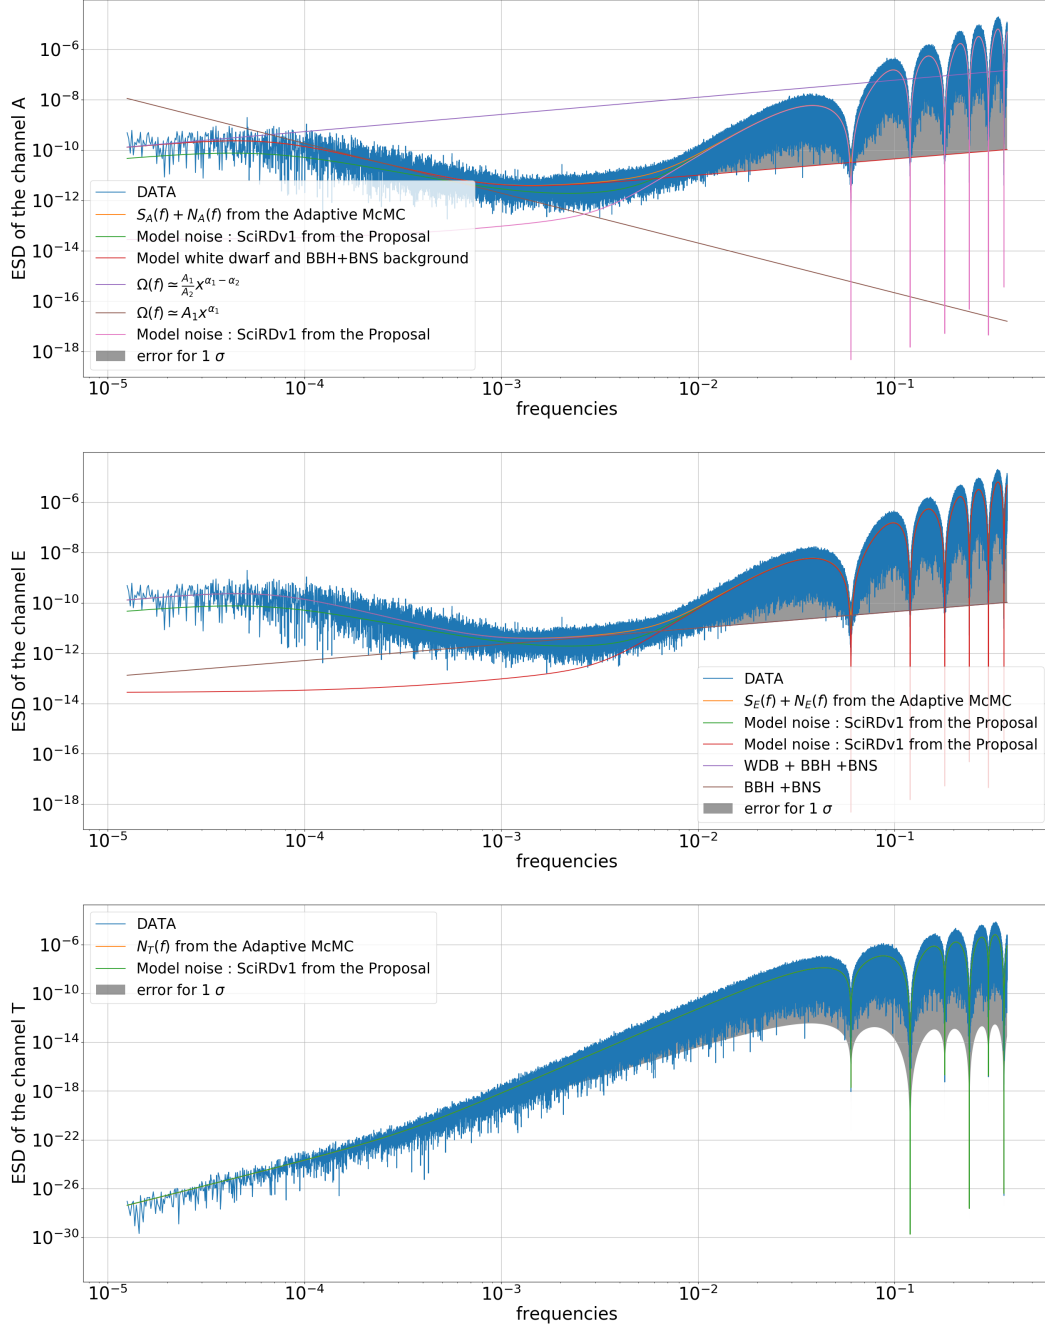 ESD of the channel A
10⁻⁶
10⁻⁸
10⁻¹⁰
10⁻¹²
10⁻¹⁴
10⁻¹⁶
10⁻¹⁸
DATA
S_A(f) + N_A(f) from the Adaptive McMC
Model noise : SciRDv1 from the Proposal
Model white dwarf and BBH+BNS background
Ω(f) ≃ A₁/A₂ x^{α₁−α₂}
Ω(f) ≃ A₁x^{α₁}
Model noise : SciRDv1 from the Proposal
error for 1 σ
10⁻⁵ 10⁻⁴ 10⁻³ 10⁻² 10⁻¹
frequencies
ESD of the channel E
10⁻⁶
10⁻⁸
10⁻¹⁰
10⁻¹²
10⁻¹⁴
10⁻¹⁶
10⁻¹⁸
DATA
S_E(f) + N_E(f) from the Adaptive McMC
Model noise : SciRDv1 from the Proposal
Model noise : SciRDv1 from the Proposal
WDB + BBH +BNS
BBH +BNS
error for 1 σ
10⁻⁵ 10⁻⁴ 10⁻³ 10⁻² 10⁻¹
frequencies
ESD of the channel T
10⁻⁶
10⁻¹⁰
10⁻¹⁴
10⁻¹⁸
10⁻²²
10⁻²⁶
10⁻³⁰
DATA
N_T(f) from the Adaptive McMC
Model noise : SciRDv1 from the Proposal
error for 1 σ
10⁻⁵ 10⁻⁴ 10⁻³ 10⁻² 10⁻¹
frequencies